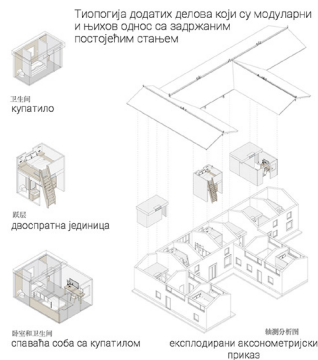 Тиопогија додатих делова који су модуларни
и њихов однос са задржаним
постојећим стањем
卫生间
купатило
跃层
двоспратна јединица
卧室和卫生间
спаваћа соба са купатилом
轴测分析图
експлодирани аксонометријски
приказ